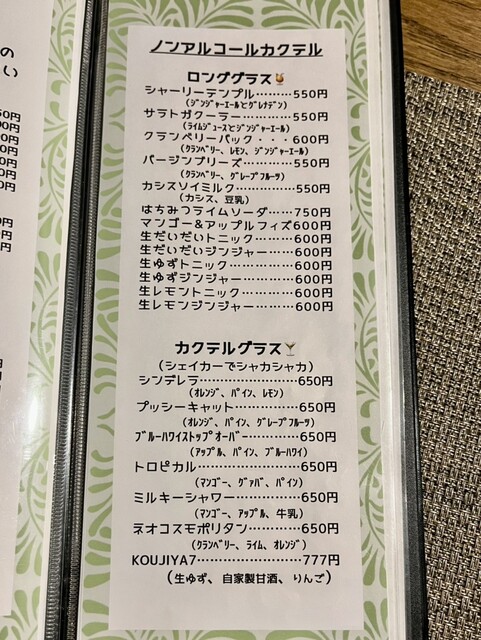 ノンアルコールカクテル
ロンググラス🍹
シャーリーテンプル………550円
(ジンジャーエールとグレナデン)
サラトガクーラー…………550円
(ライムジュースとジンジャーエール)
クランベリーパック・・・600円
(クランベリー、レモン、ジンジャーエール)
バージンブリーズ…………550円
(クランベリー、グレープフルーツ)
カシスソイミルク…………550円
(カシス、豆乳)
はちみつライムソーダ……750円
マンゴー&アップルフィズ600円
生だいだいトニック………600円
生だいだいジンジャー……600円
生ゆずトニック……………600円
生ゆずジンジャー…………600円
生レモントニック…………600円
生レモンジンジャー………600円
カクテルグラス🍸
(シェイカーでシャカシャカ)
シンデレラ…………………650円
(オレンジ、パイン、レモン)
プッシーキャット…………650円
(オレンジ、パイン、グレープフルーツ)
ブルーハワイストップオーバー…………650円
(アップル、パイン、ブルーハワイ)
トロピカル…………………650円
(マンゴー、グァバ、パイン)
ミルキーシャワー…………650円
(マンゴー、アップル、牛乳)
ネオコスモポリタン………650円
(クランベリー、ライム、オレンジ)
KOUJIYA7…………………777円
(生ゆず、自家製甘酒、りんご)